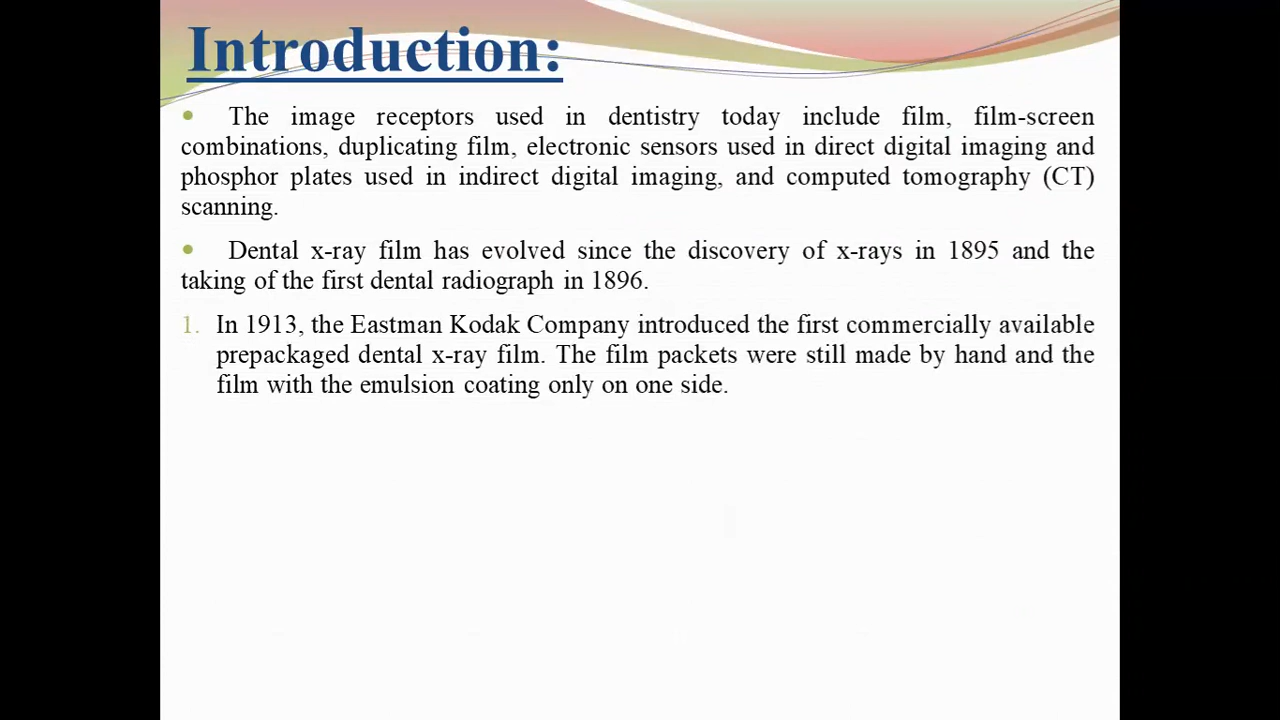 Introduction:
• The image receptors used in dentistry today include film, film-screen
combinations, duplicating film, electronic sensors used in direct digital imaging and
phosphor plates used in indirect digital imaging, and computed tomography (CT)
scanning.
• Dental x-ray film has evolved since the discovery of x-rays in 1895 and the
taking of the first dental radiograph in 1896.
1. In 1913, the Eastman Kodak Company introduced the first commercially available
prepackaged dental x-ray film. The film packets were still made by hand and the
film with the emulsion coating only on one side.